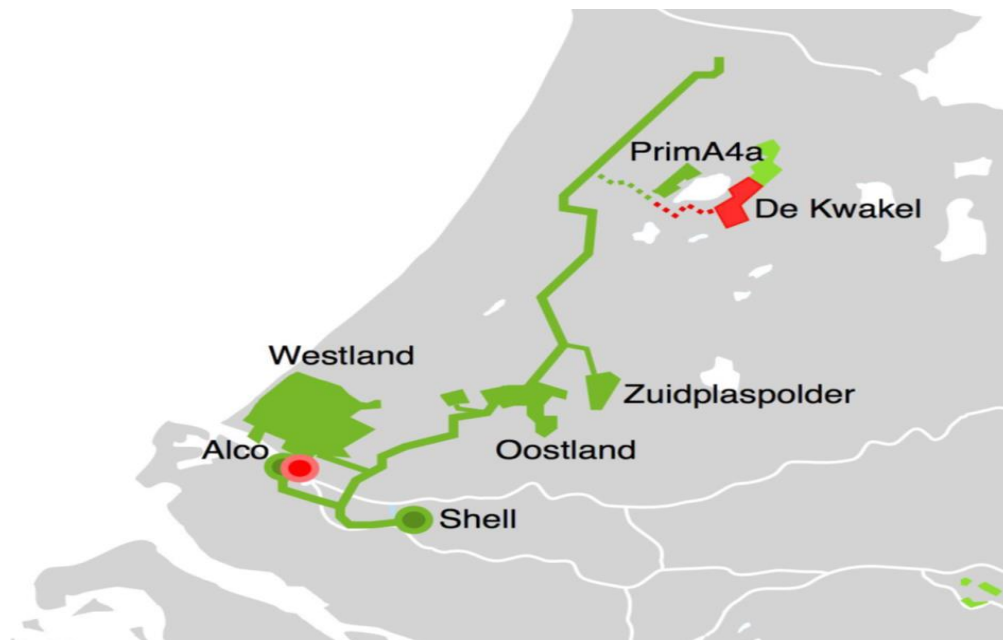 PrimA4a
De Kwakel
Westland
Zuidplaspolder
Alco
Oostland
Shell